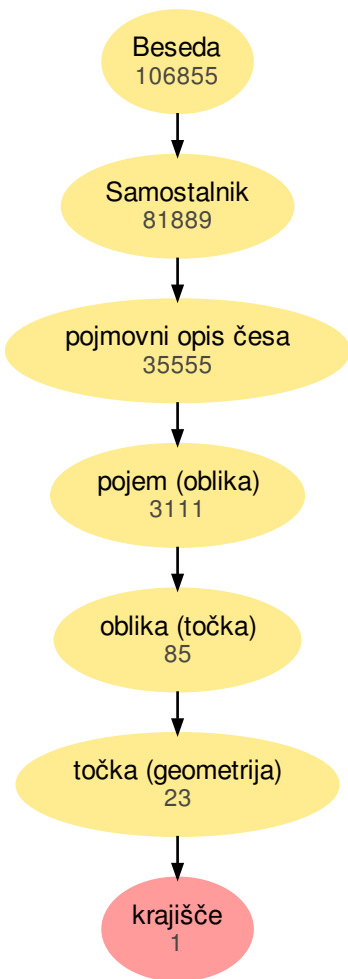 Beseda
106855
Samostalnik
81889
pojmovni opis česa
35555
pojem (oblika)
3111
oblika (točka)
85
točka (geometrija)
23
krajišče
1